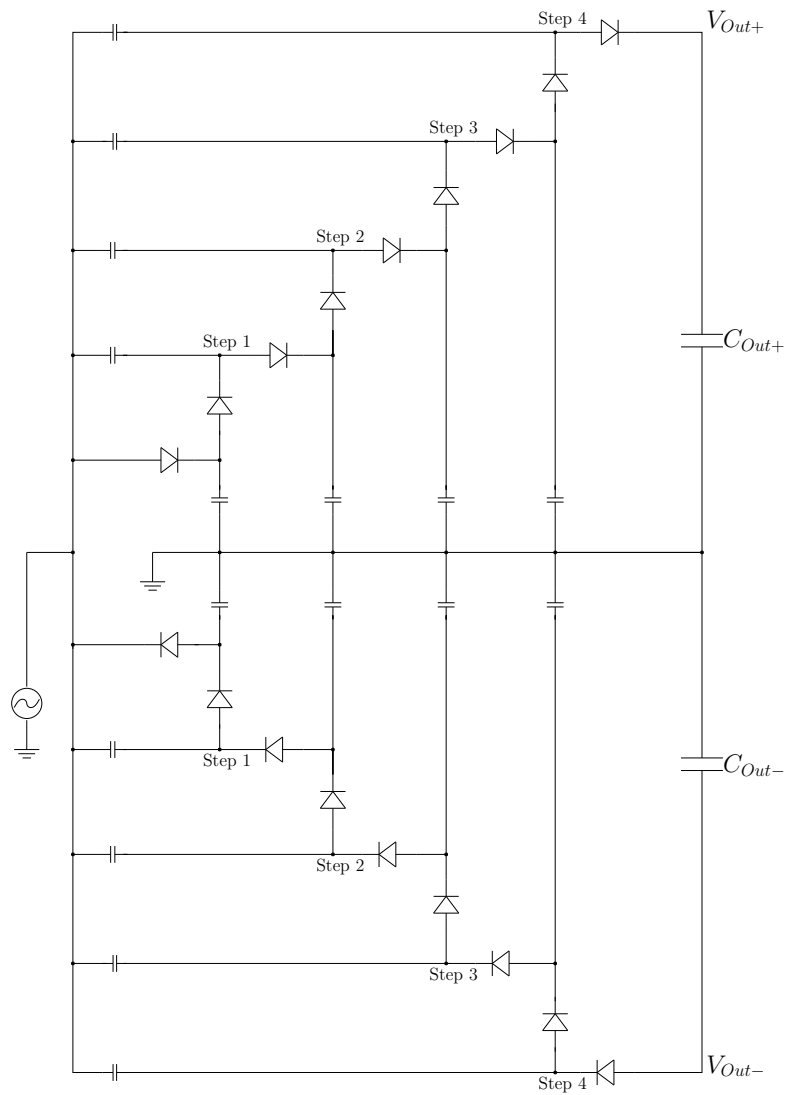 Step 4
V_{Out+}
Step 3
Step 2
Step 1
C_{Out+}
Step 1
C_{Out-}
Step 2
Step 3
V_{Out-}
Step 4